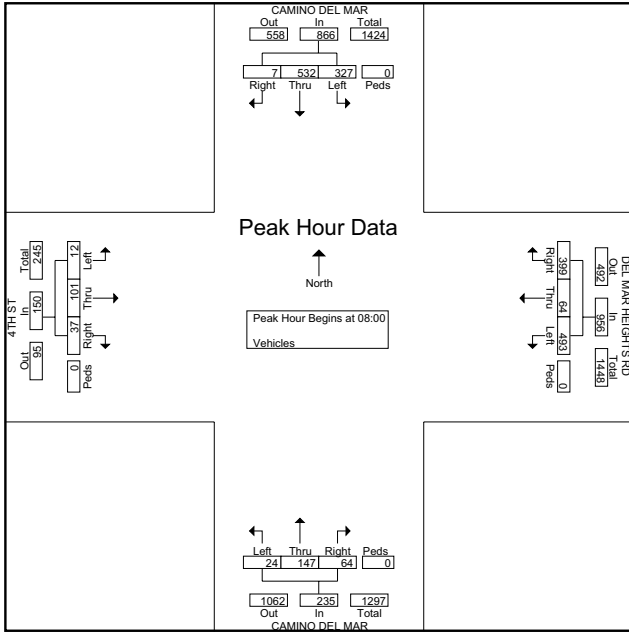 CAMINO DEL MAR
Out In Total
558 866 1424
7 532 327 0
Right Thru Left Peds
Peak Hour Data
North
Peak Hour Begins at 08:00
Vehicles
4TH ST
Out In Total
95 150 245
12 101 37 0
Left Thru Right Peds
DEL MAR HEIGHTS RD
Out In Total
492 956 1448
399 64 493 0
Right Thru Left Peds
Left Thru Right Peds
24 147 64 0
1062 235 1297
Out In Total
CAMINO DEL MAR